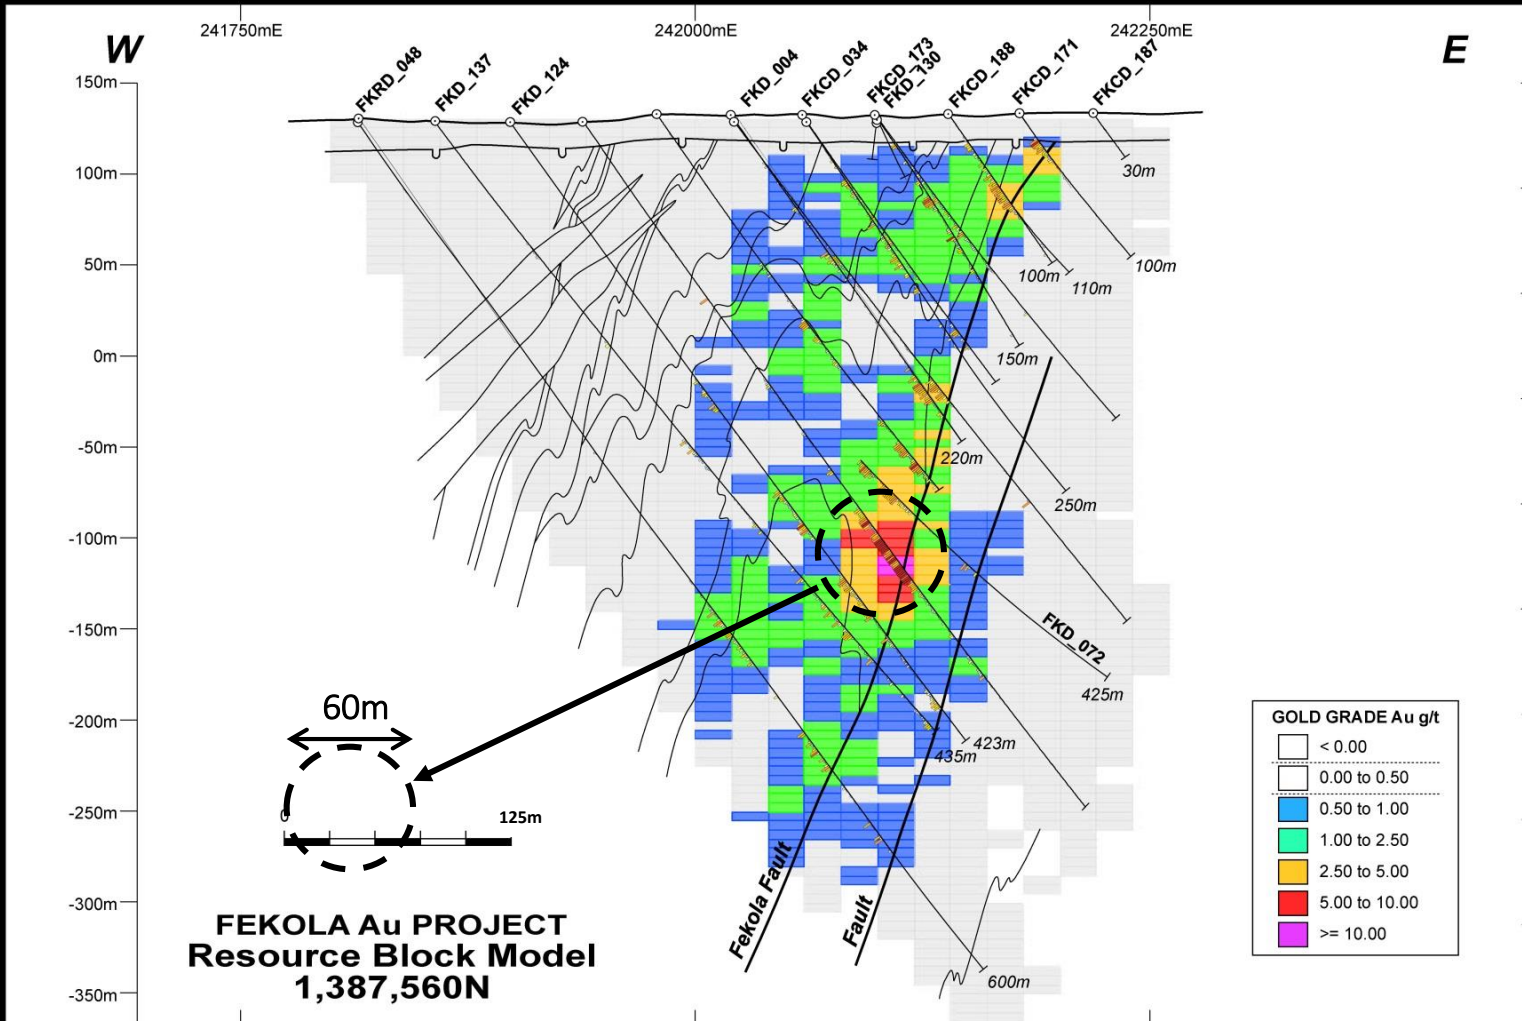 241750mE
242000mE
242250mE
W
E
FKRD_048
FKD_137
FKD_124
FKD_004
FKCD_034
FKCD_173
FKD_130
FKCD_188
FKCD_171
FKCD_187
150m
100m
50m
0m
-50m
-100m
-150m
-200m
-250m
-300m
-350m
30m
100m
100m
110m
150m
220m
250m
FKD_072
425m
423m
435m
600m
60m
0
125m
Fekola Fault
Fault
FEKOLA Au PROJECT
Resource Block Model
1,387,560N
GOLD GRADE Au g/t
< 0.00
0.00 to 0.50
0.50 to 1.00
1.00 to 2.50
2.50 to 5.00
5.00 to 10.00
>= 10.00